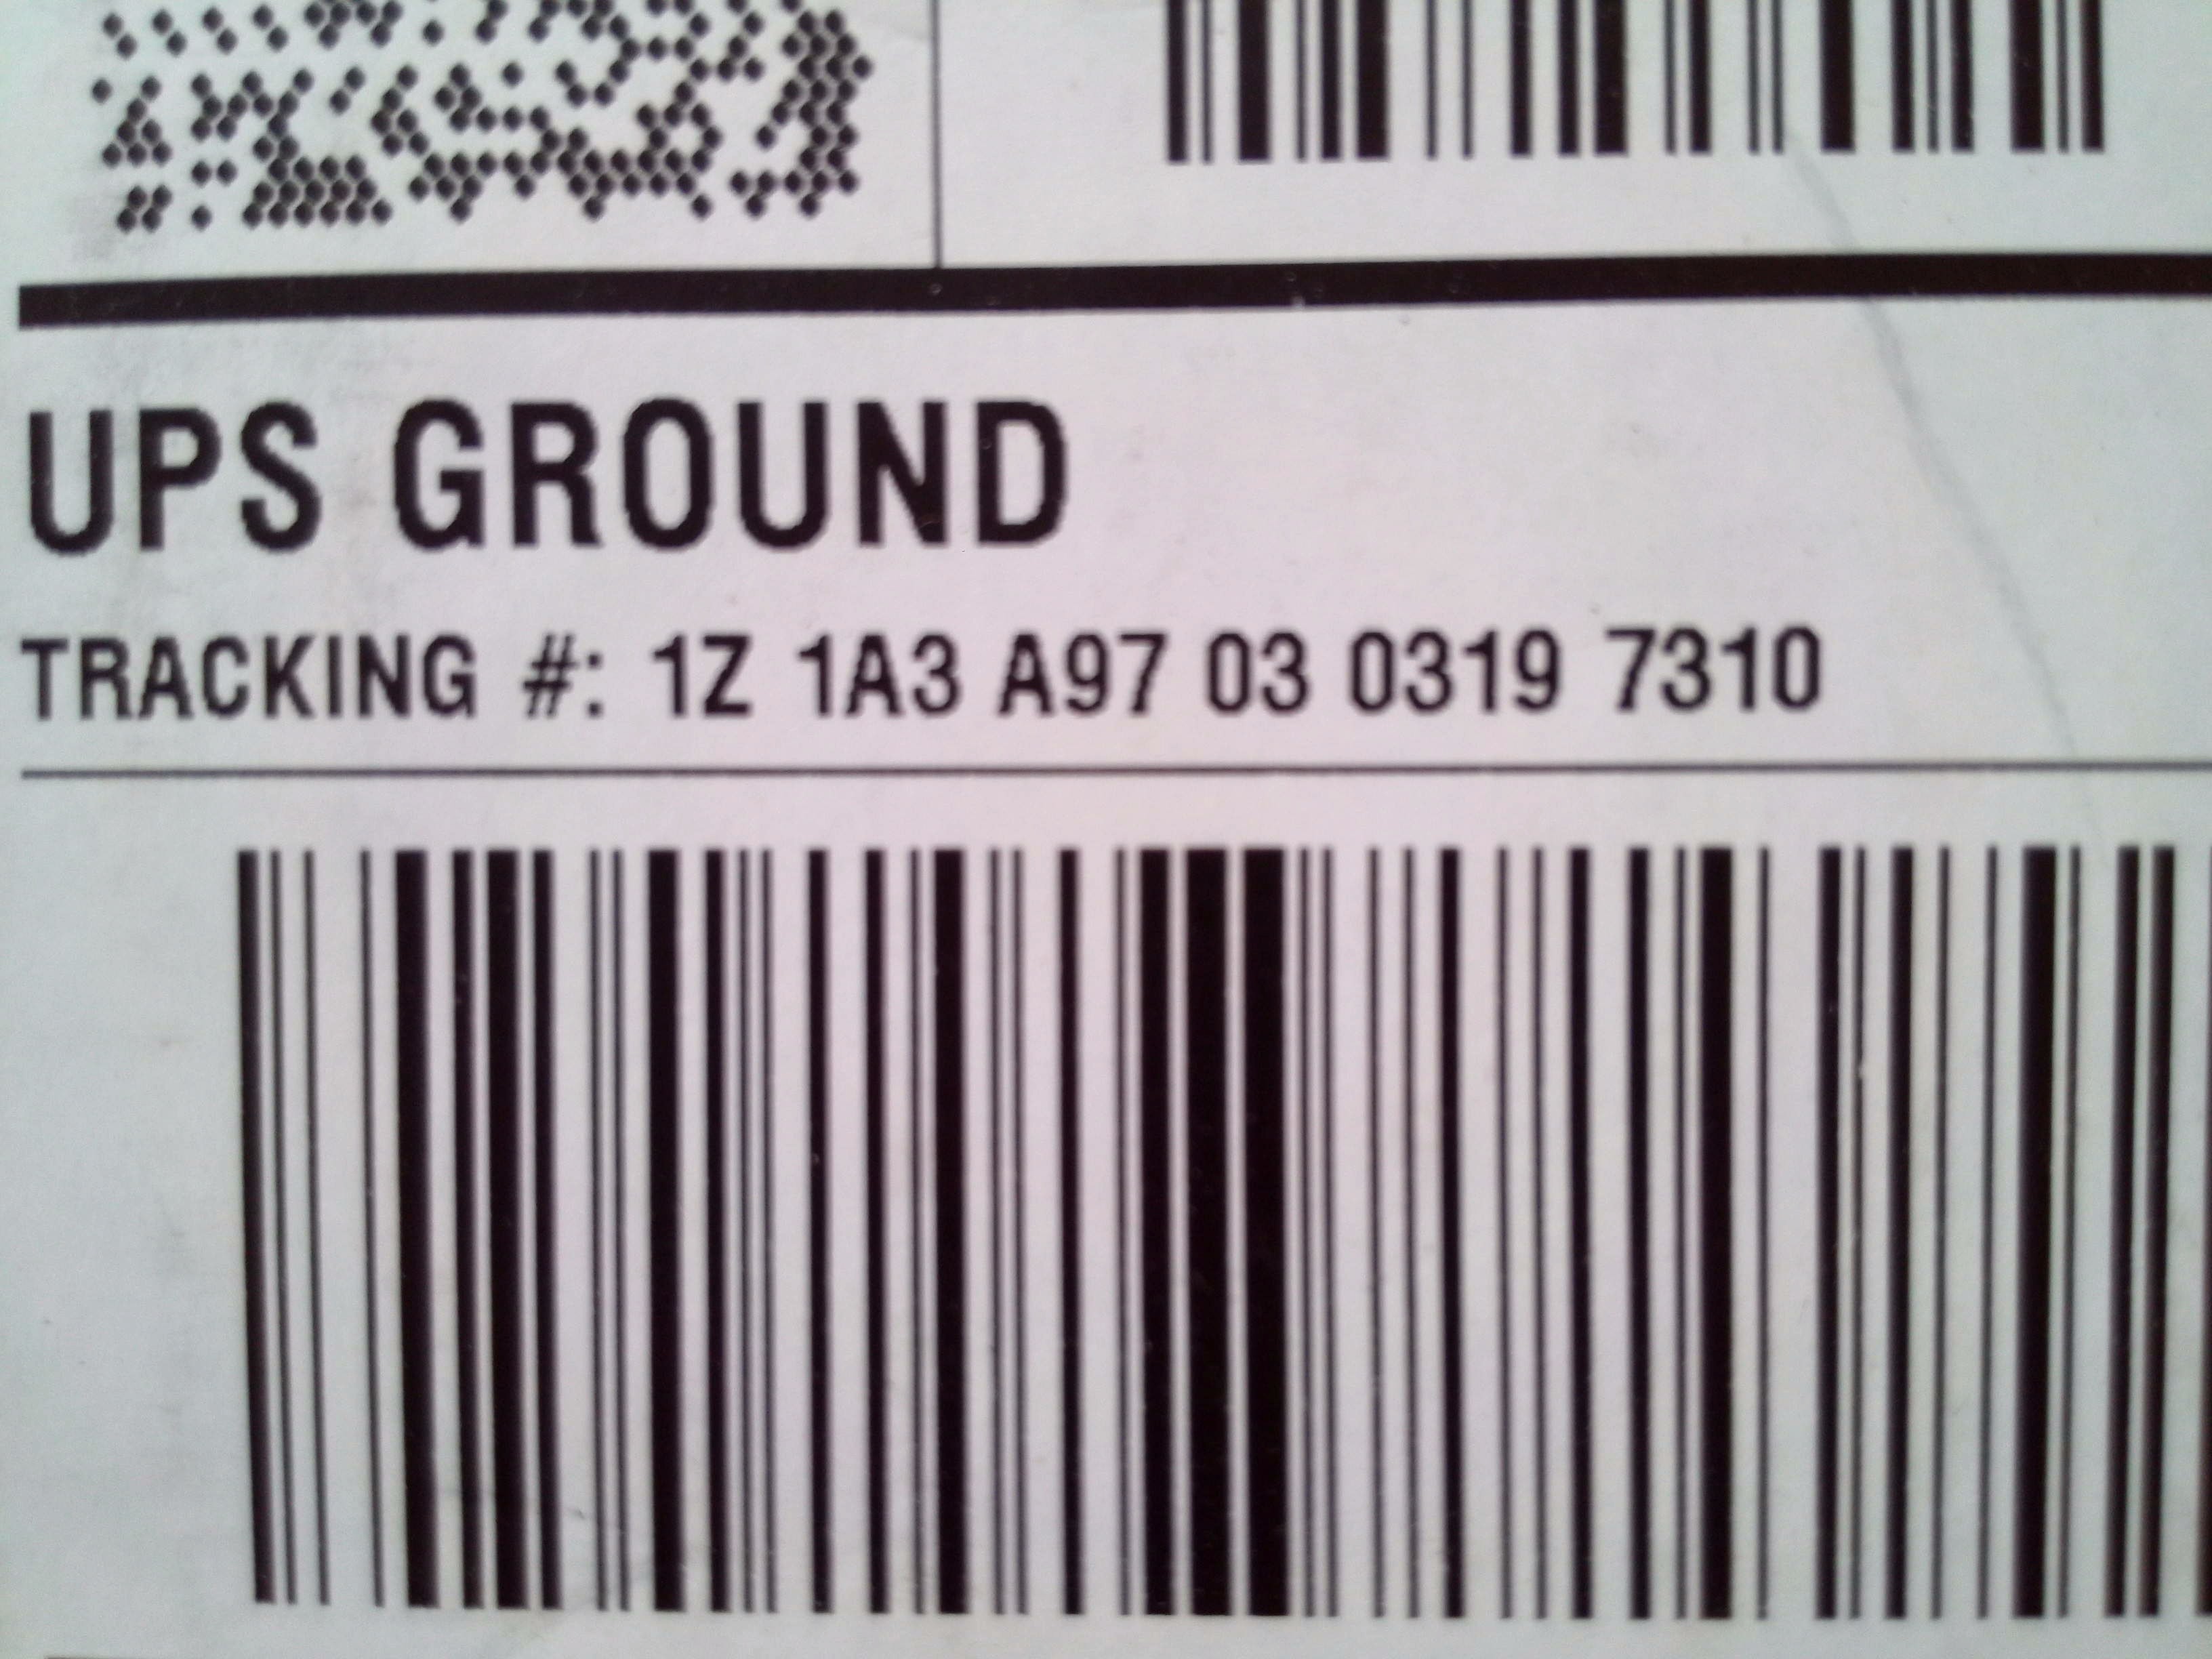 UPS GROUND
TRACKING #: 1Z 1A3 A97 03 0319 7310